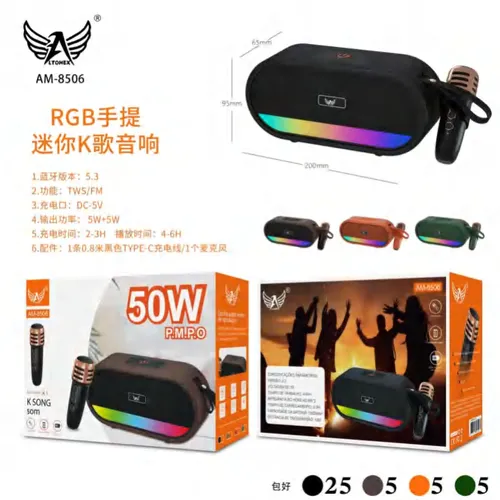 ALTOMEX
®
AM-8506
RGB手提
迷你K歌音响
1.蓝牙版本：5.3
2.功能：TWS/FM
3.充电口：DC-5V
4.输出功率： 5W+5W
5.充电时间：2-3H 播放时间：4-6H
6.配件：1条0.8米黑色TYPE-C充电线/1个麦克风
65mm
95mm
200mm
AM-8506
50W
P.M.P.O
K SONG
som
AM-8506
包好
25
5
5
5